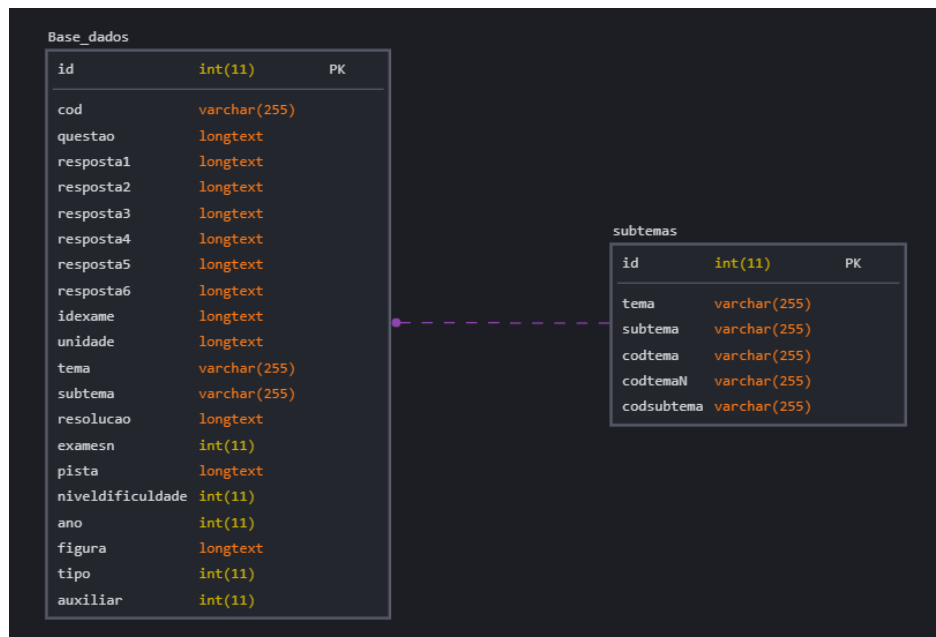 Base_dados
id int(11) PK
cod varchar(255)
questao longtext
resposta1 longtext
resposta2 longtext
resposta3 longtext
resposta4 longtext
resposta5 longtext
resposta6 longtext
idexame longtext
unidade longtext
tema varchar(255)
subtema varchar(255)
resolucao longtext
examesn int(11)
pista longtext
niveldificuldade int(11)
ano int(11)
figura longtext
tipo int(11)
auxiliar int(11)
subtemas
id int(11) PK
tema varchar(255)
subtema varchar(255)
codtema varchar(255)
codtemaN varchar(255)
codsubtema varchar(255)